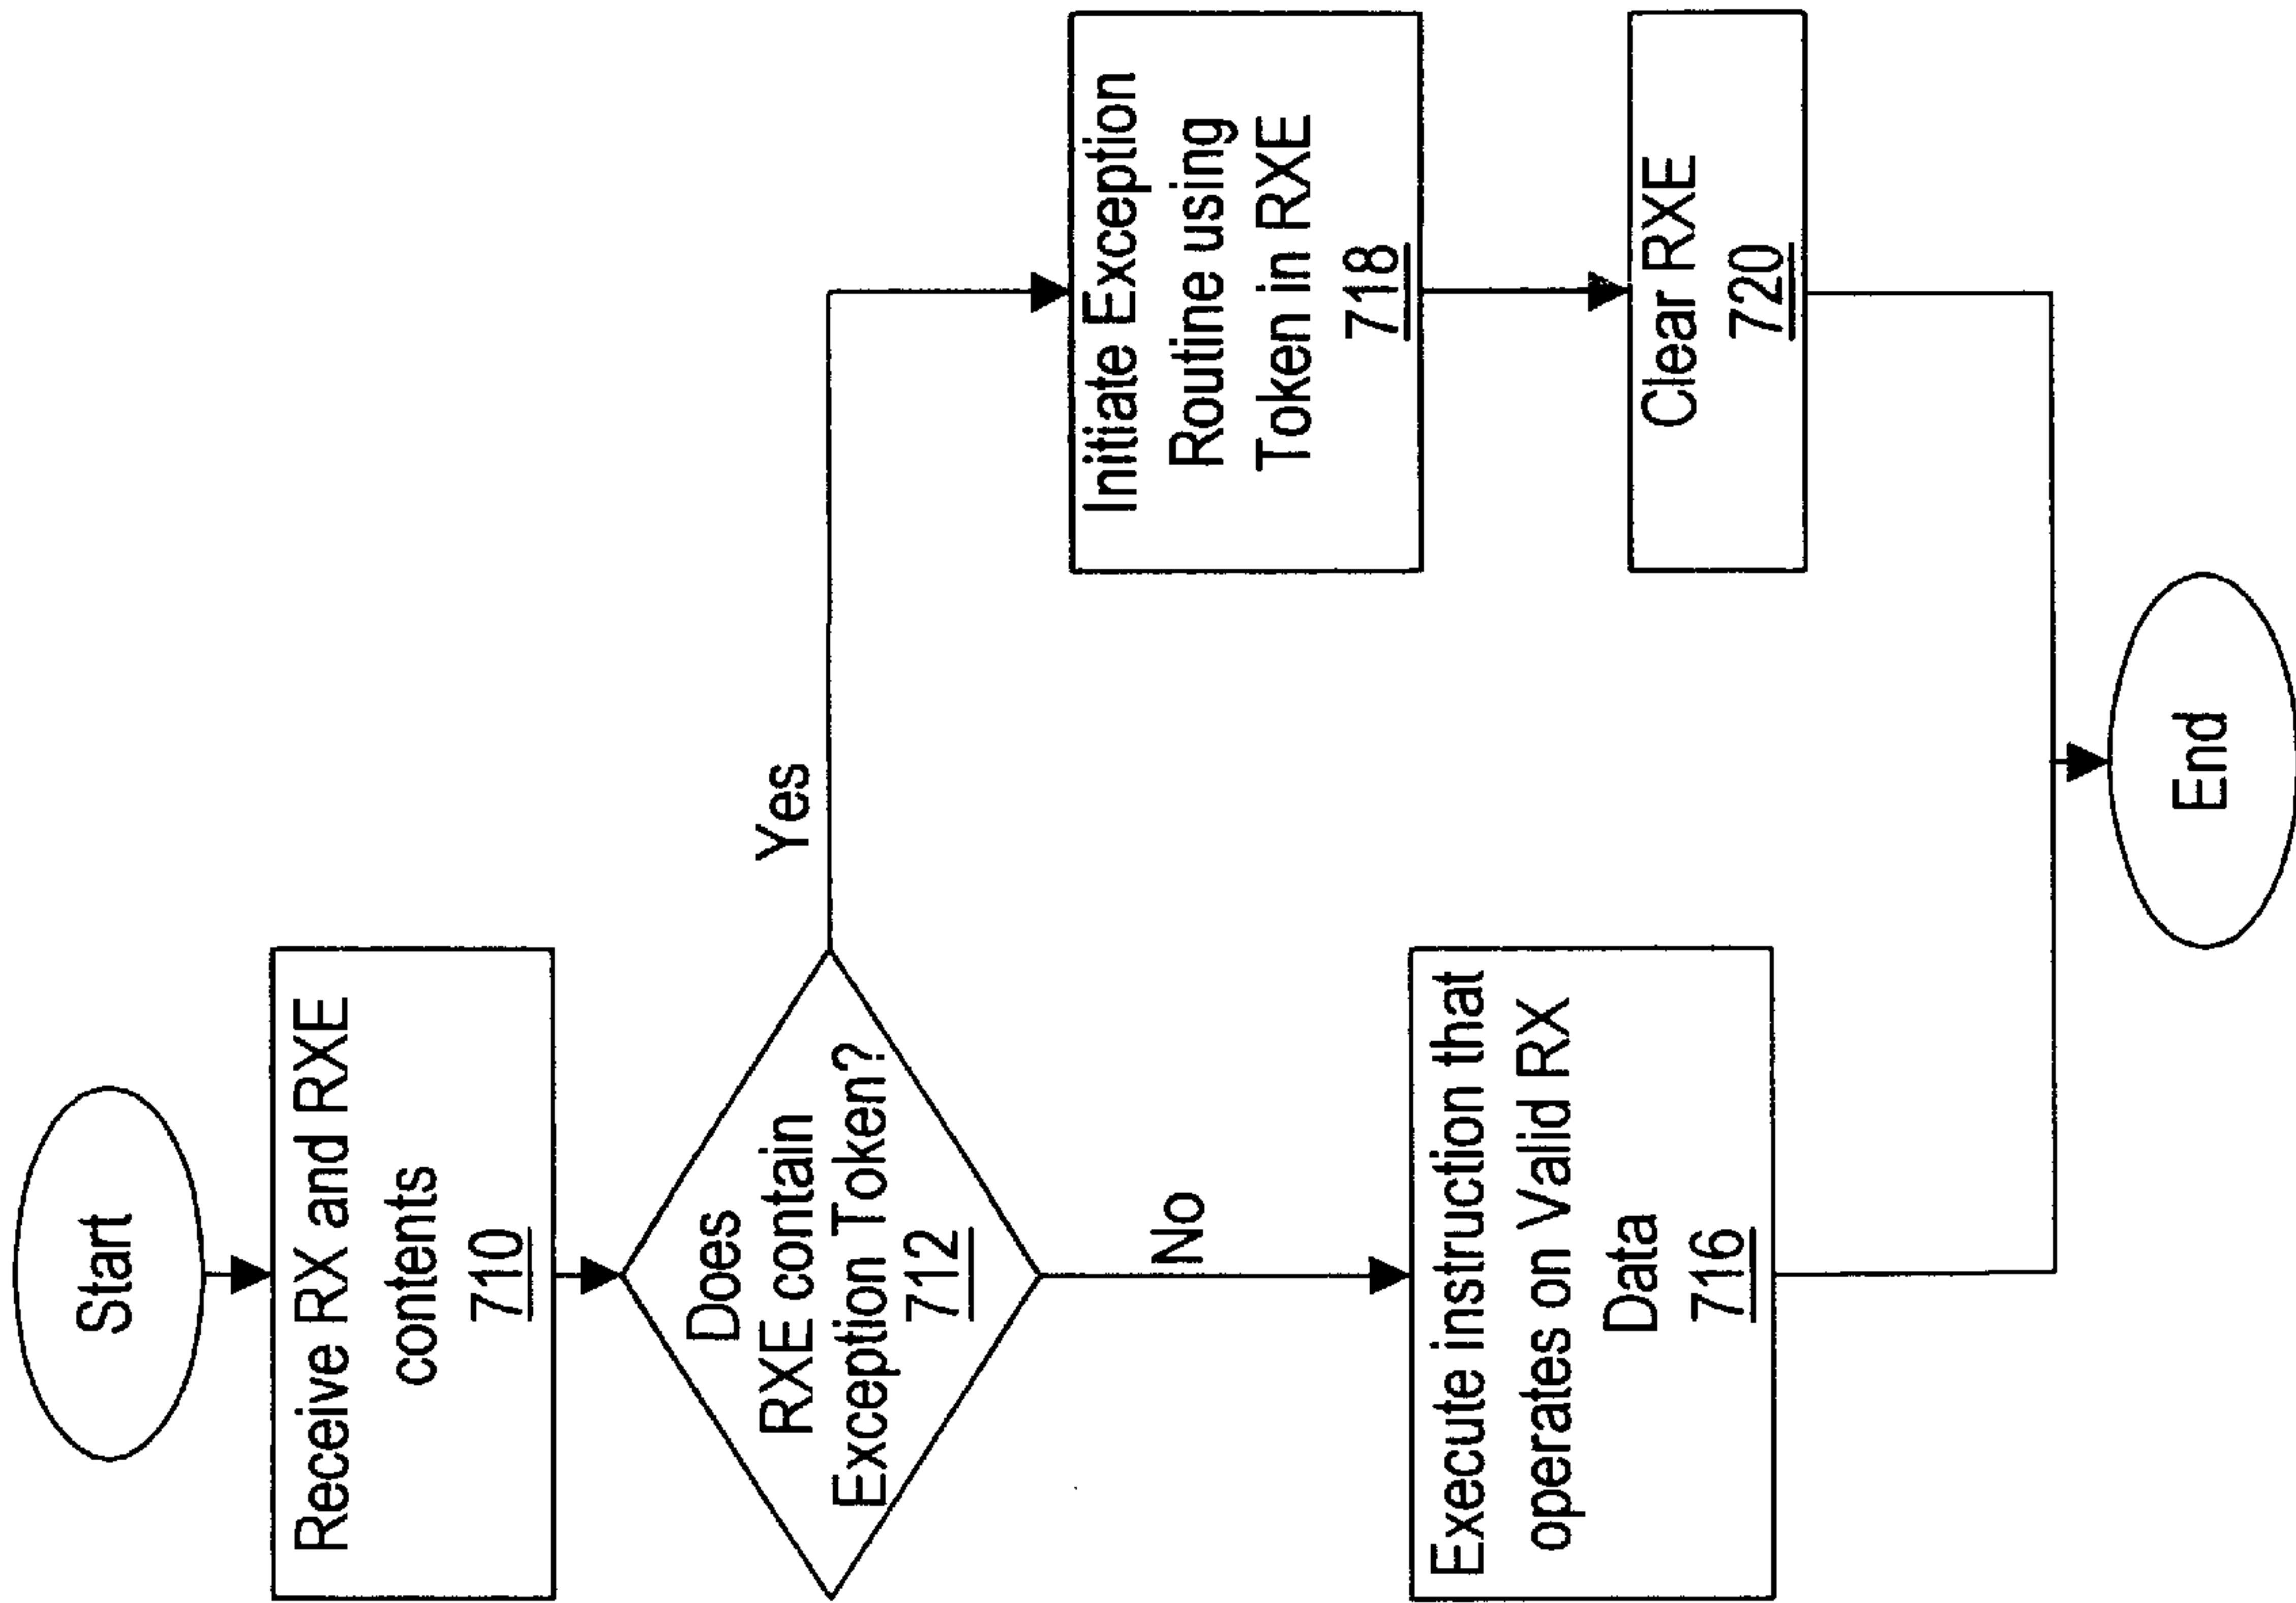 Start
Receive RX and RXE
contents
710
Does
RXE contain
Exception Token?
712
Yes
No
Initiate Exception
Routine using
Token in RXE
718
Clear RXE
720
Execute instruction that
operates on Valid RX
Data
716
End